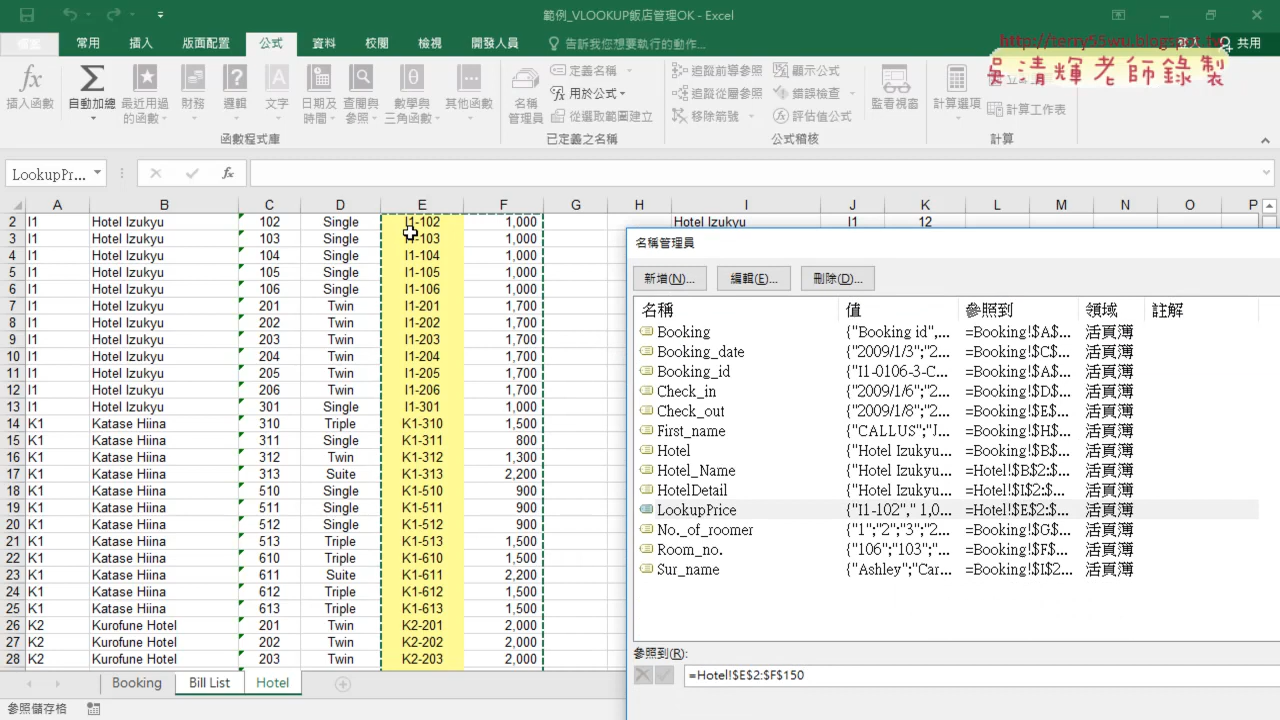 範例_VLOOKUP飯店管理OK - Excel
http://terry55wu.blogspot.tw
吳清輝老師錄製
檔案 常用 插入 版面配置 公式 資料 校閱 檢視 開發人員 告訴我您想要執行的動作... 共用
插入函數 自動加總 最近用過的函數 財務 邏輯 文字 日期及時間 查閱與參照 數學與三角函數 其他函數
名稱管理員 定義名稱 用於公式 從選取範圍建立
追蹤前導參照 追蹤從屬參照 移除箭號 顯示公式 錯誤檢查 評估值公式 監看視窗
計算選項 計算工作表
函數程式庫 已定義之名稱 公式稽核 計算
LookupPr... fx
A B C D E F G H I J K L M N O P
2 I1 Hotel Izukyu 102 Single I1-102 1,000 Hotel Izukyu I1 12
3 I1 Hotel Izukyu 103 Single I1-103 1,000
4 I1 Hotel Izukyu 104 Single I1-104 1,000
5 I1 Hotel Izukyu 105 Single I1-105 1,000
6 I1 Hotel Izukyu 106 Single I1-106 1,000
7 I1 Hotel Izukyu 201 Twin I1-201 1,700
8 I1 Hotel Izukyu 202 Twin I1-202 1,700
9 I1 Hotel Izukyu 203 Twin I1-203 1,700
10 I1 Hotel Izukyu 204 Twin I1-204 1,700
11 I1 Hotel Izukyu 205 Twin I1-205 1,700
12 I1 Hotel Izukyu 206 Twin I1-206 1,700
13 I1 Hotel Izukyu 301 Single I1-301 1,000
14 K1 Katase Hiina 310 Triple K1-310 1,500
15 K1 Katase Hiina 311 Single K1-311 800
16 K1 Katase Hiina 312 Twin K1-312 1,300
17 K1 Katase Hiina 313 Suite K1-313 2,200
18 K1 Katase Hiina 510 Single K1-510 900
19 K1 Katase Hiina 511 Single K1-511 900
20 K1 Katase Hiina 512 Single K1-512 900
21 K1 Katase Hiina 513 Triple K1-513 1,500
22 K1 Katase Hiina 610 Triple K1-610 1,500
23 K1 Katase Hiina 611 Suite K1-611 2,200
24 K1 Katase Hiina 612 Triple K1-612 1,500
25 K1 Katase Hiina 613 Triple K1-613 1,500
26 K2 Kurofune Hotel 201 Twin K2-201 2,000
27 K2 Kurofune Hotel 202 Twin K2-202 2,000
28 K2 Kurofune Hotel 203 Twin K2-203 2,000
名稱管理員
新增(N)... 編輯(E)... 刪除(D)...
名稱 值 參照到 領域 註解
Booking {"Booking id",... =Booking!$A$... 活頁簿
Booking_date {"2009/1/3";"2... =Booking!$C$... 活頁簿
Booking_id {"I1-0106-3-C... =Booking!$A$... 活頁簿
Check_in {"2009/1/6";"2... =Booking!$D$... 活頁簿
Check_out {"2009/1/8";"2... =Booking!$E$... 活頁簿
First_name {"CALLUS";"J... =Booking!$H$... 活頁簿
Hotel {"Hotel Izukyu... =Booking!$B$... 活頁簿
Hotel_Name {"Hotel Izukyu... =Hotel!$B$2:$... 活頁簿
HotelDetail {"Hotel Izukyu... =Hotel!$I$2:$... 活頁簿
LookupPrice {"I1-102"," 1,0... =Hotel!$E$2:$... 活頁簿
No._of_roomer {"1";"2";"3";"2... =Booking!$G$... 活頁簿
Room_no. {"106";"103";"... =Booking!$F$... 活頁簿
Sur_name {"Ashley";"Car... =Booking!$I$2... 活頁簿
參照到(R):
=Hotel!$E$2:$F$150
Booking Bill List Hotel
參照儲存格